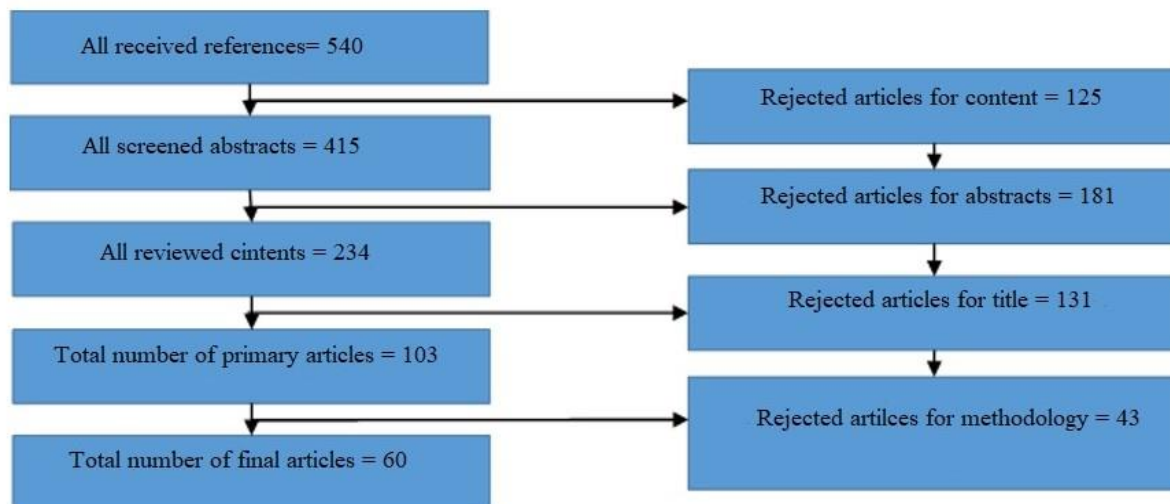 All received references= 540
Rejected articles for content = 125
All screened abstracts = 415
Rejected articles for abstracts = 181
All reviewed cintents = 234
Rejected articles for title = 131
Total number of primary articles = 103
Rejected artilces for methodology = 43
Total number of final articles = 60